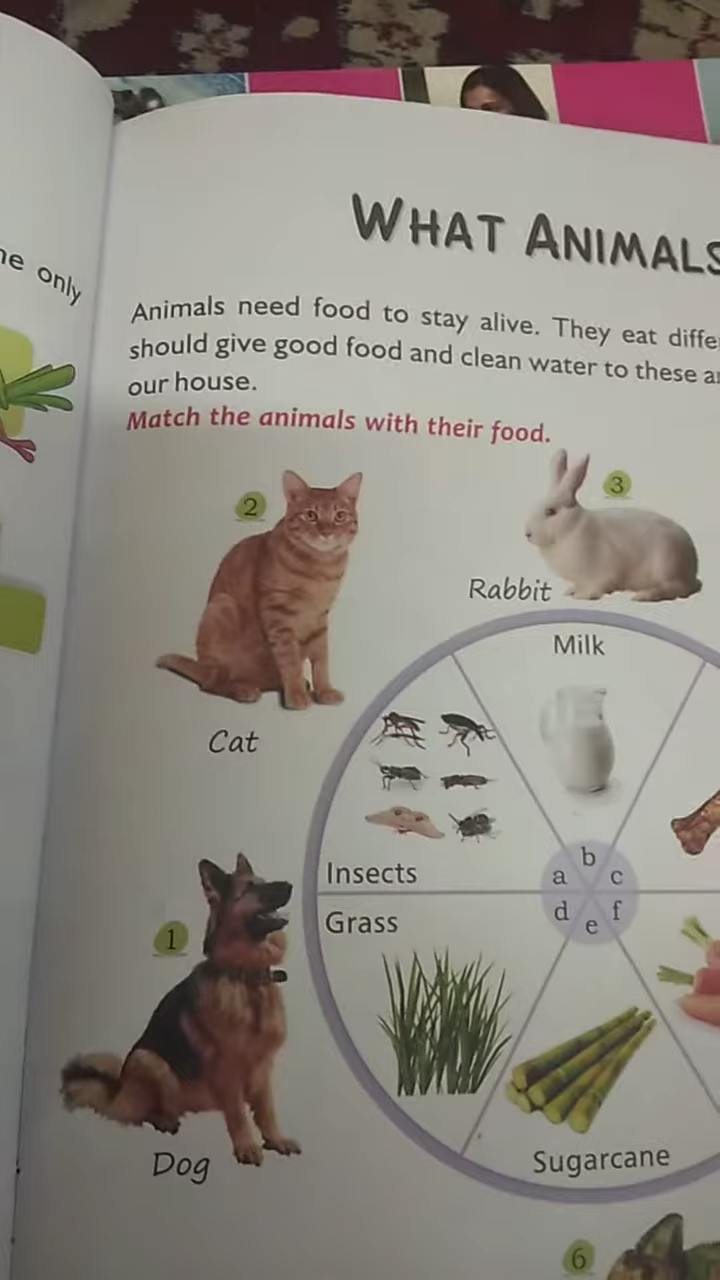 only
WHAT ANIMALS
Animals need food to stay alive. They eat
should give good food and clean water to these
our house.
Match the animals with their food.
2
3
Rabbit
Milk
Cat
Insects
a b c
d e f
Grass
1
Dog
Sugarcane
6